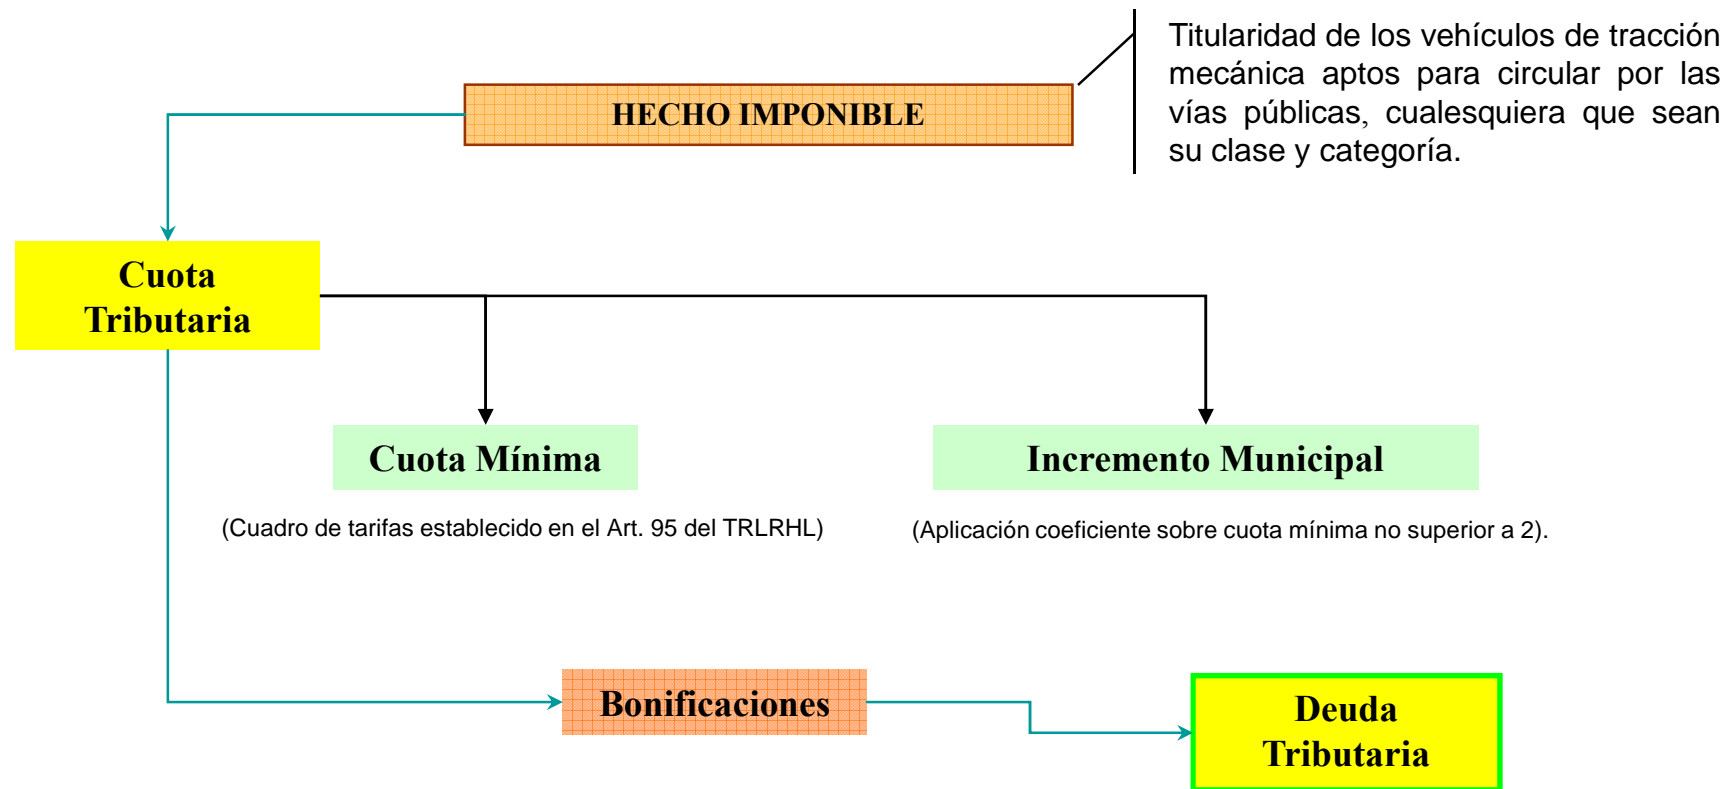 Titularidad de los vehículos de tracción
mecánica aptos para circular por las
vías públicas, cualesquiera que sean
su clase y categoría.
HECHO IMPONIBLE
Cuota
Tributaria
Cuota Mínima
Incremento Municipal
(Cuadro de tarifas establecido en el Art. 95 del TRLRHL)
(Aplicación coeficiente sobre cuota mínima no superior a 2).
Bonificaciones
Deuda
Tributaria